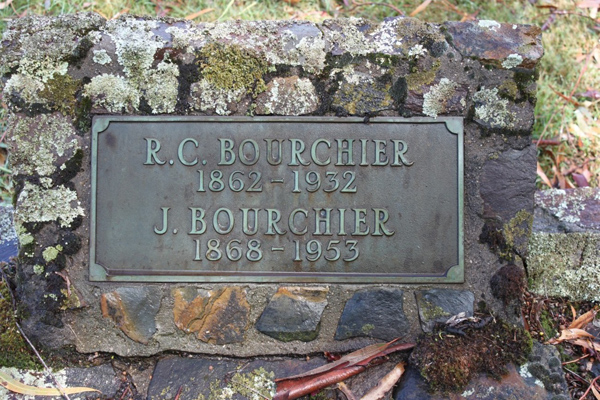 R.C. BOURCHIER
1862-1932
J. BOURCHIER
1868-1953